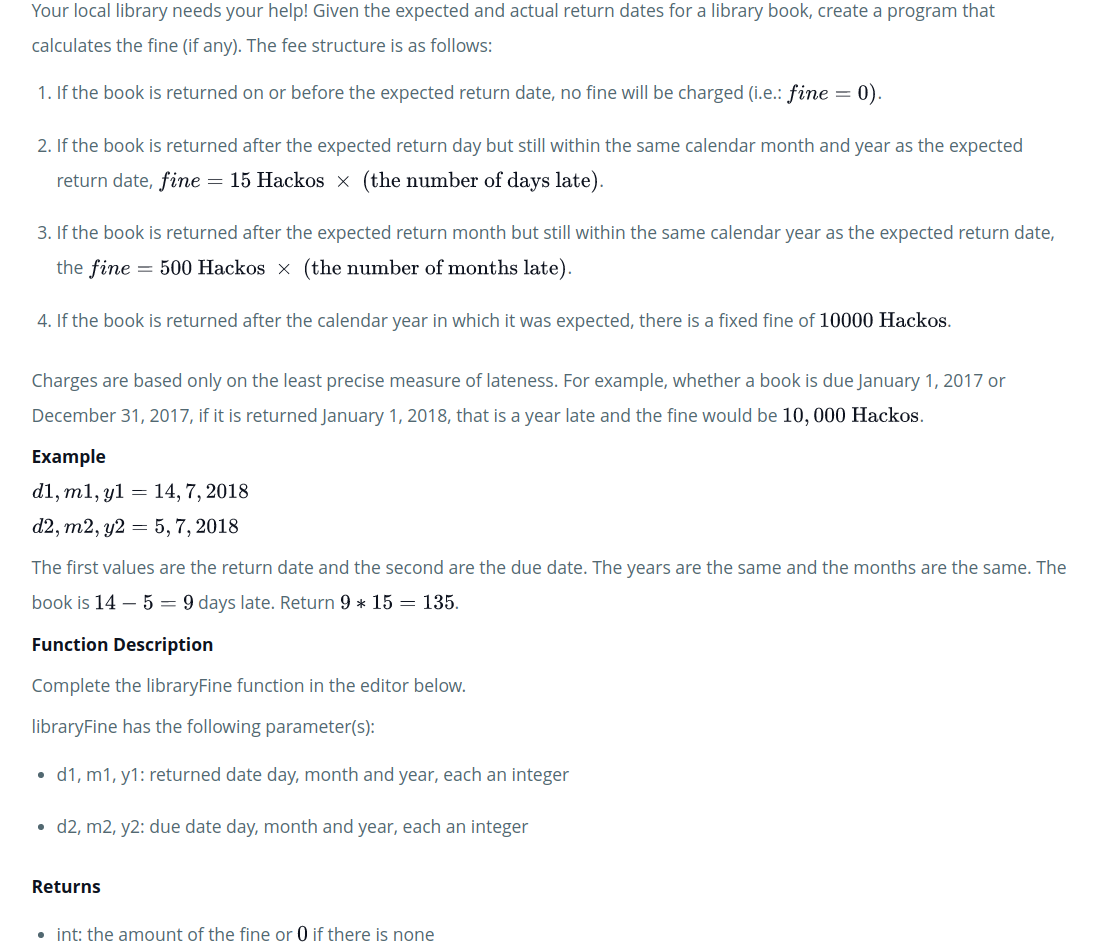 Your local library needs your help! Given the expected and actual return dates for a library book, create a program that
calculates the fine (if any). The fee structure is as follows:
1. If the book is returned on or before the expected return date, no fine will be charged (i.e.: fine = 0).
2. If the book is returned after the expected return day but still within the same calendar month and year as the expected
return date, fine = 15 Hackos × (the number of days late).
3. If the book is returned after the expected return month but still within the same calendar year as the expected return date,
the fine = 500 Hackos × (the number of months late).
4. If the book is returned after the calendar year in which it was expected, there is a fixed fine of 10000 Hackos.
Charges are based only on the least precise measure of lateness. For example, whether a book is due January 1, 2017 or
December 31, 2017, if it is returned January 1, 2018, that is a year late and the fine would be 10, 000 Hackos.
Example
d1, m1, y1 = 14, 7, 2018
d2, m2, y2 = 5, 7, 2018
The first values are the return date and the second are the due date. The years are the same and the months are the same. The
book is 14 − 5 = 9 days late. Return 9 * 15 = 135.
Function Description
Complete the libraryFine function in the editor below.
libraryFine has the following parameter(s):
• d1, m1, y1: returned date day, month and year, each an integer
• d2, m2, y2: due date day, month and year, each an integer
Returns
• int: the amount of the fine or 0 if there is none